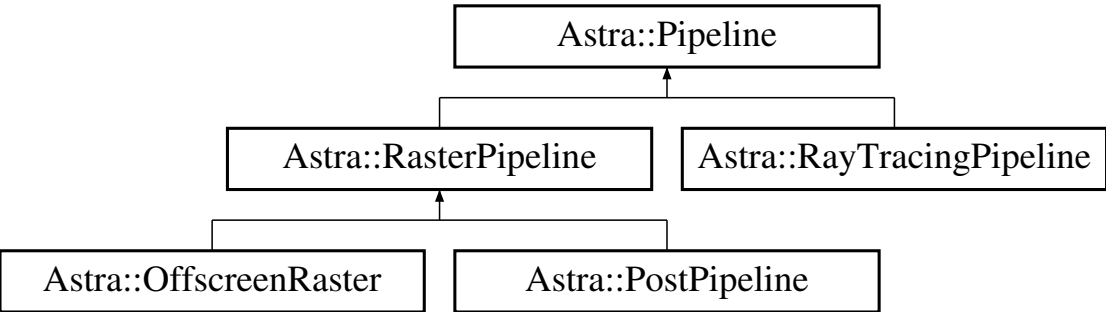 Astra::Pipeline
Astra::RasterPipeline
Astra::RayTracingPipeline
Astra::OffscreenRaster
Astra::PostPipeline